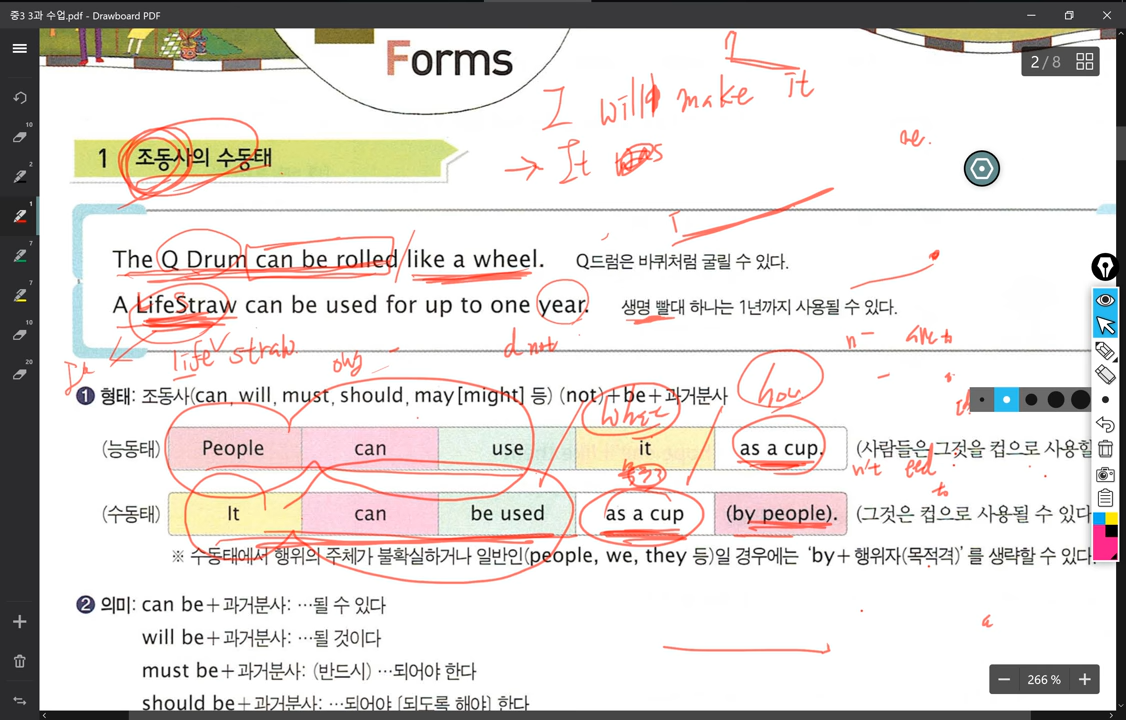 중3 3과 수업.pdf - Drawboard PDF
Forms
2 / 8
I will make it
→ It
1 조동사의 수동태
The Q Drum can be rolled / like a wheel. Q드럼은 바퀴처럼 굴릴 수 있다.
A LifeStraw can be used for up to one year. 생명 빨대 하나는 1년까지 사용될 수 있다.
life straw
d not
❶ 형태: 조동사(can, will, must, should, may[might] 등) (not)+be+과거분사
how
(능동태) People can use it as a cup. (사람들은 그것을 컵으로 사용할
n't
to
(수동태) It can be used as a cup (by people). (그것은 컵으로 사용될 수 있다
※ 수동태에서 행위의 주체가 불확실하거나 일반인(people, we, they 등)일 경우에는 ‘by+행위자(목적격)’를 생략할 수 있다.
❷ 의미: can be+과거분사: …될 수 있다
will be+과거분사: …될 것이다
must be+과거분사: (반드시) …되어야 한다
should be+과거분사: …되어야 [되도록 해야] 한다
266 %